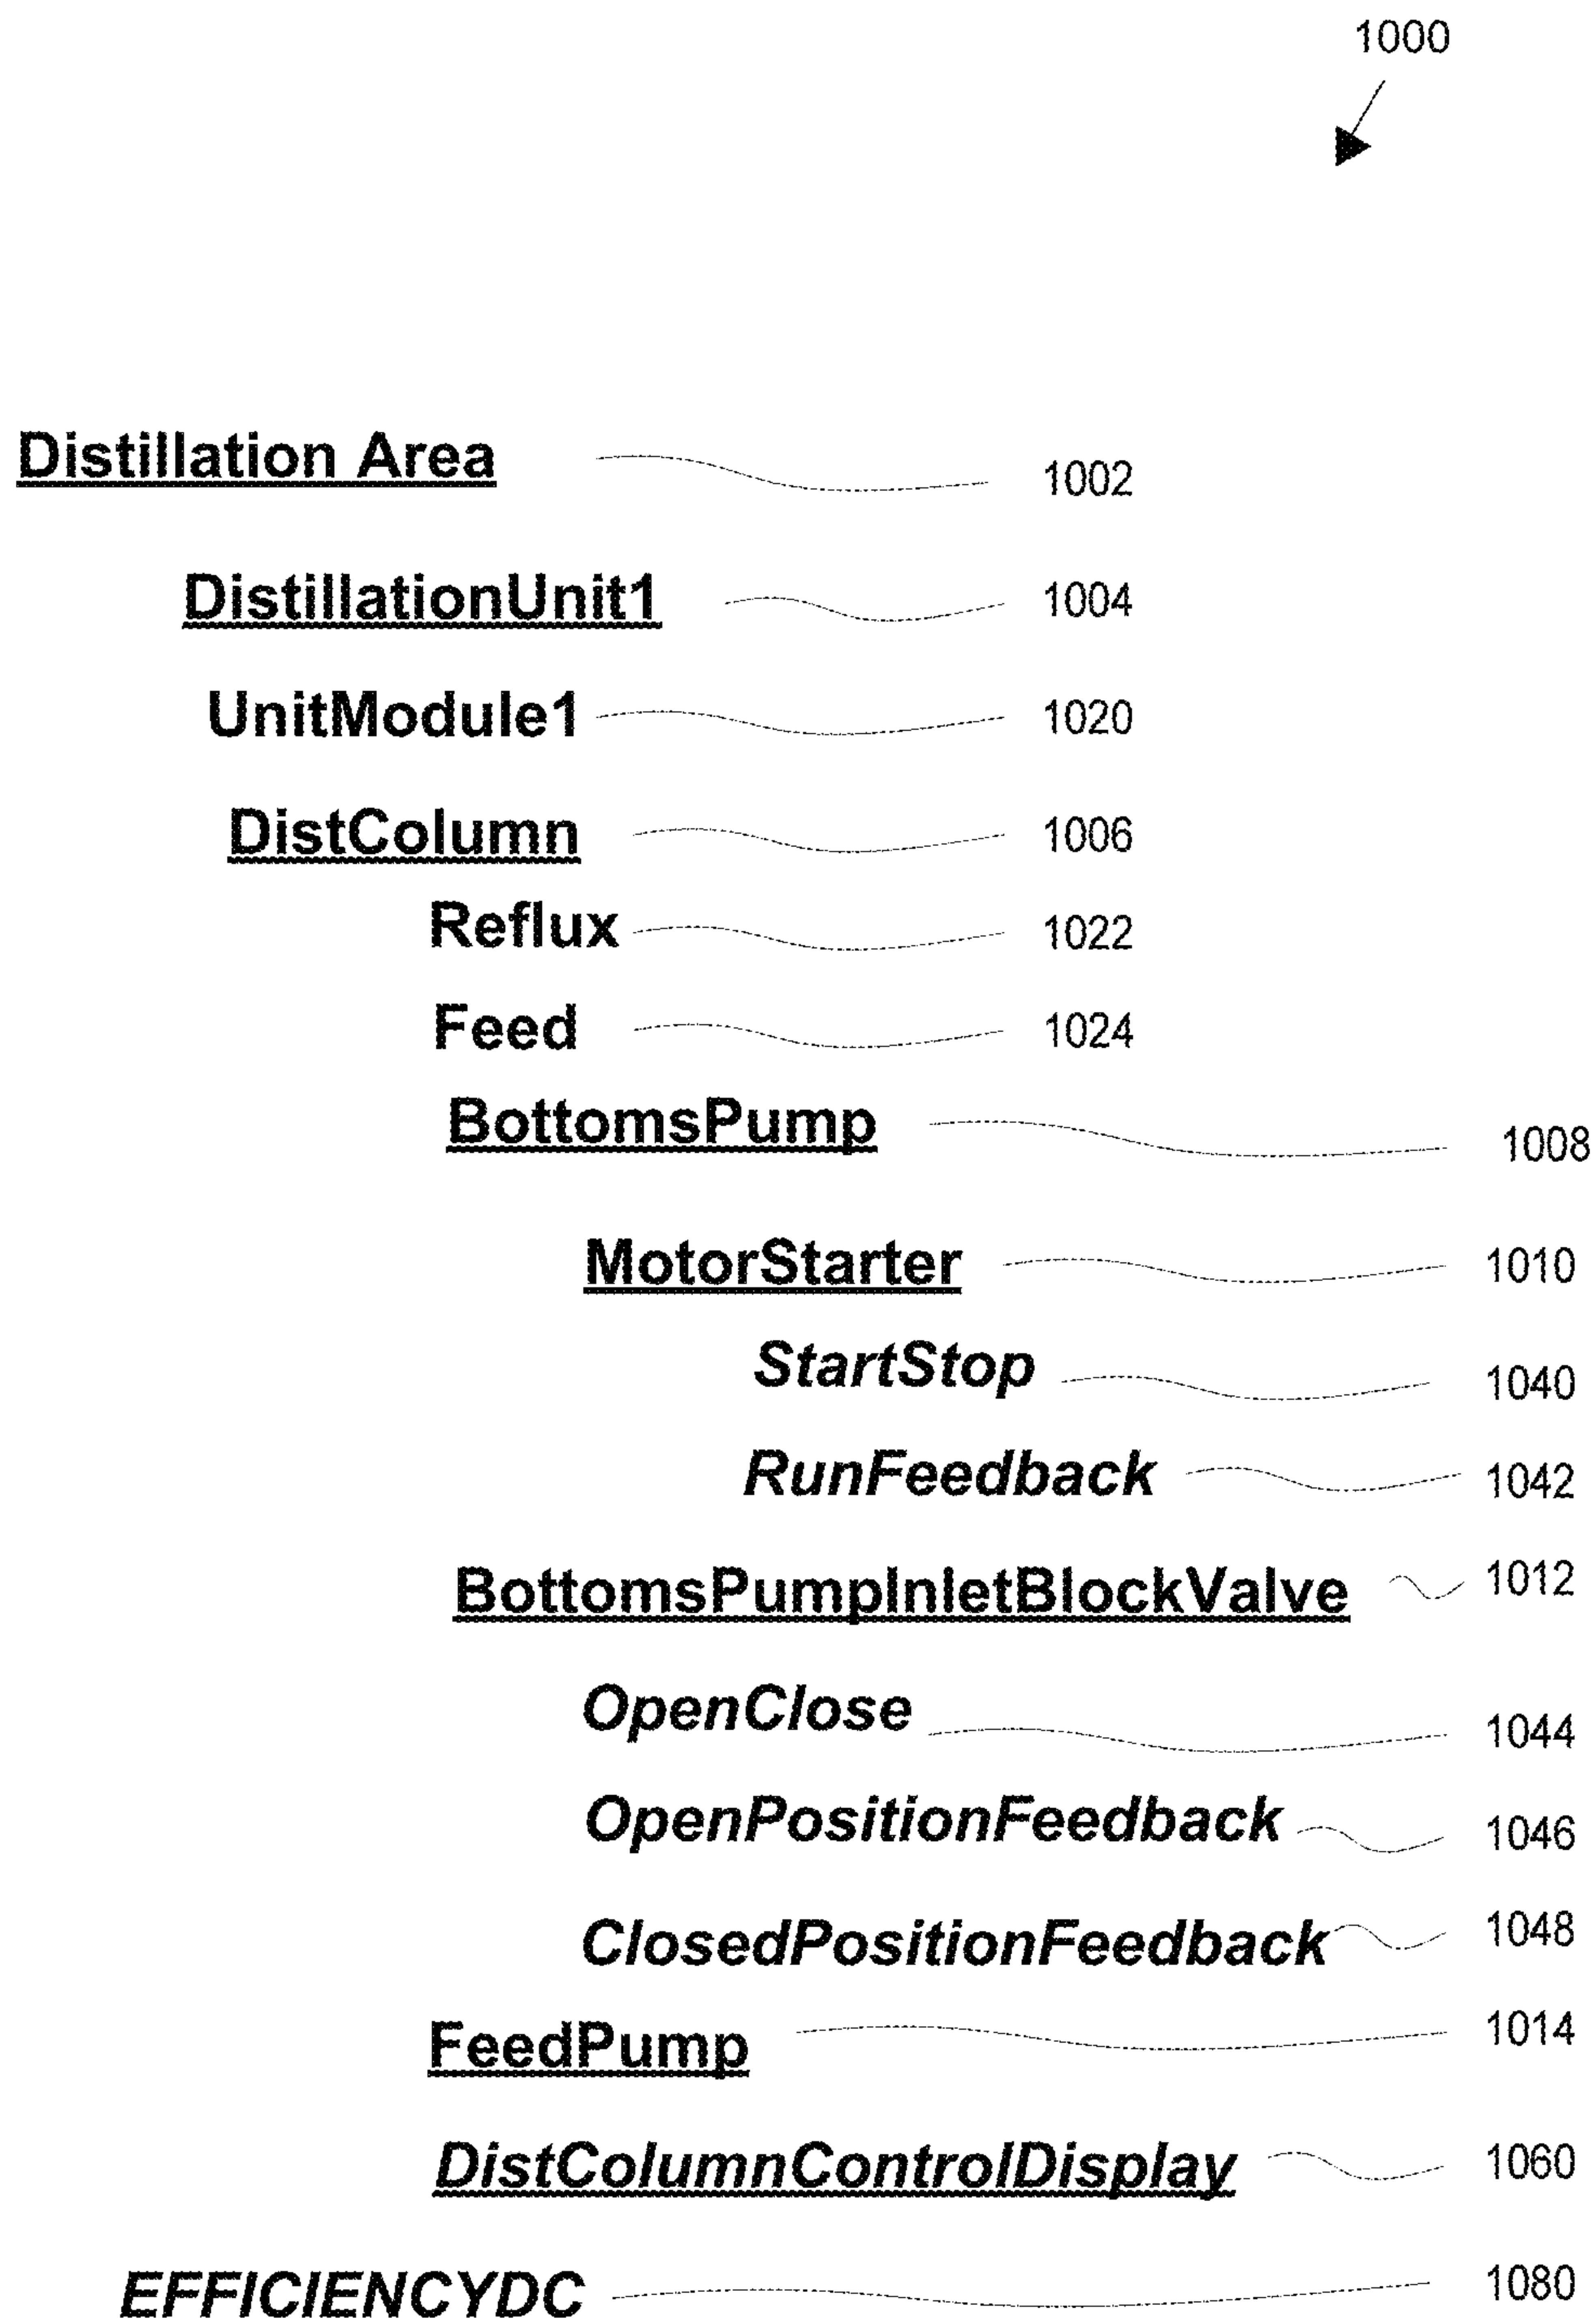 1000
Distillation Area 1002
DistillationUnit1 1004
UnitModule1 1020
DistColumn 1006
Reflux 1022
Feed 1024
BottomsPump 1008
MotorStarter 1010
StartStop 1040
RunFeedback 1042
BottomsPumpInletBlockValve 1012
OpenClose 1044
OpenPositionFeedback 1046
ClosedPositionFeedback 1048
FeedPump 1014
DistColumnControlDisplay 1060
EFFICIENCYDC 1080